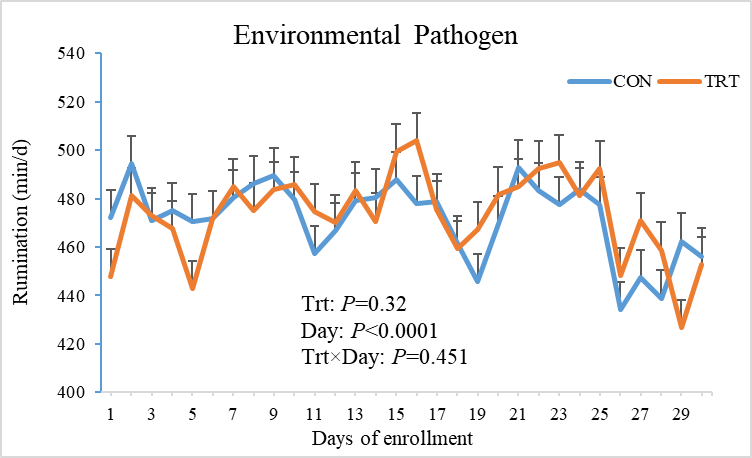 Environmental Pathogen
CON TRT
540
520
500
480
460
440
420
400
Rumination (min/d)
Trt: P=0.32
Day: P<0.0001
Trt×Day: P=0.451
1 3 5 7 9 11 13 15 17 19 21 23 25 27 29
Days of enrollment